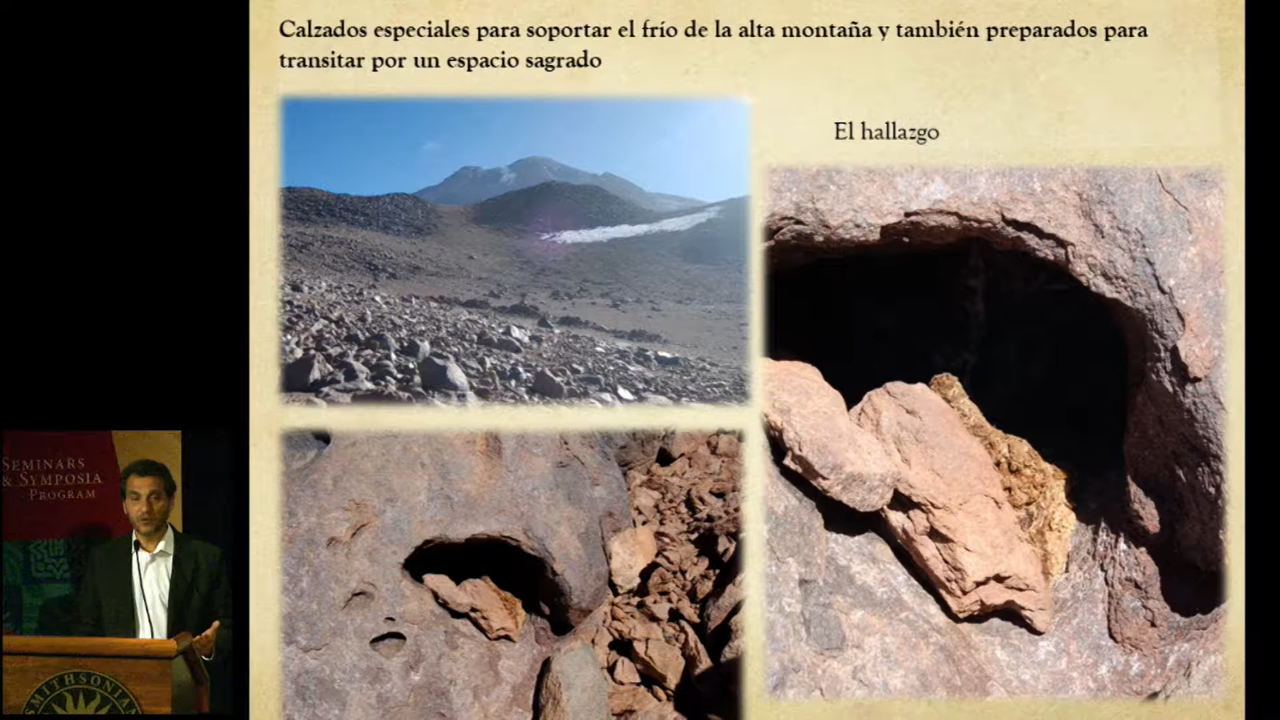 Calzados especiales para soportar el frío de la alta montaña y también preparados para
transitar por un espacio sagrado
El hallazgo
SEMINARS
& SYMPOSIA
PROGRAM
SMITHSONIAN